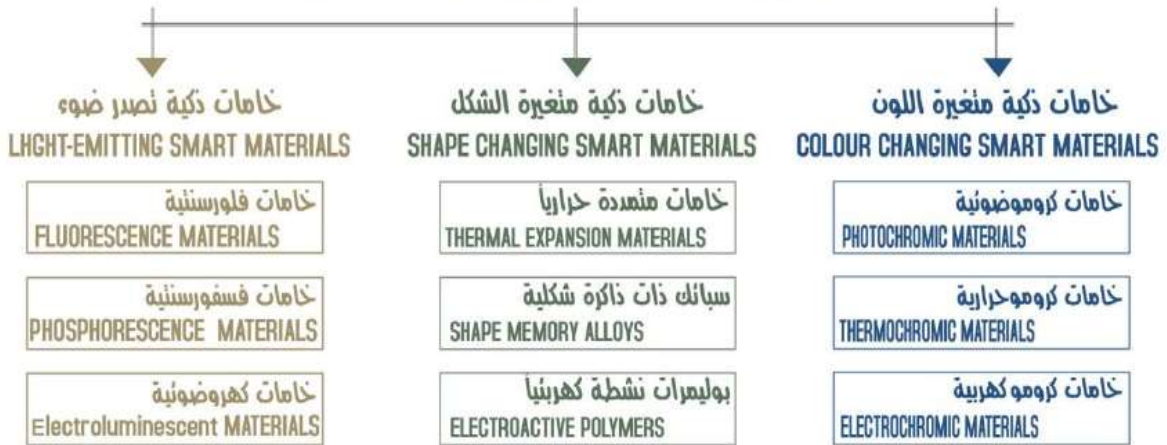 خامات ذكية متغيرة اللون
COLOUR CHANGING SMART MATERIALS
خامات كروموضوئية
PHOTOCHROMIC MATERIALS
خامات كروموحرارية
THERMOCHROMIC MATERIALS
خامات كروموكهربية
ELECTROCHROMIC MATERIALS
خامات ذكية متغيرة الشكل
SHAPE CHANGING SMART MATERIALS
خامات متمددة حرارياً
THERMAL EXPANSION MATERIALS
سبائك ذات ذاكرة شكلية
SHAPE MEMORY ALLOYS
بوليمرات نشطة كهربئياً
ELECTROACTIVE POLYMERS
خامات ذكية تصدر ضوء
LHGHT-EMITTING SMART MATERIALS
خامات فلورسنتية
FLUORESCENCE MATERIALS
خامات فسفورسنتية
PHOSPHORESCENCE MATERIALS
خامات كهروضوئية
Electroluminescent MATERIALS